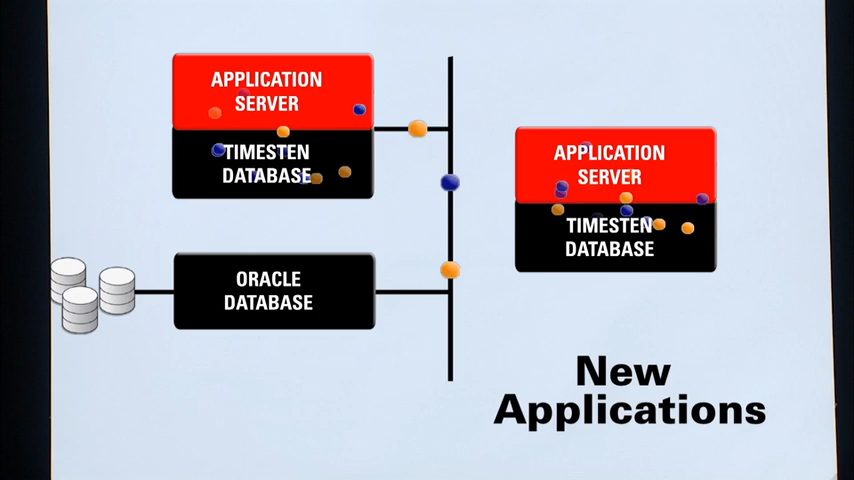 APPLICATION
SERVER
TIMESTEN
DATABASE
ORACLE
DATABASE
APPLICATION
SERVER
TIMESTEN
DATABASE
New
Applications